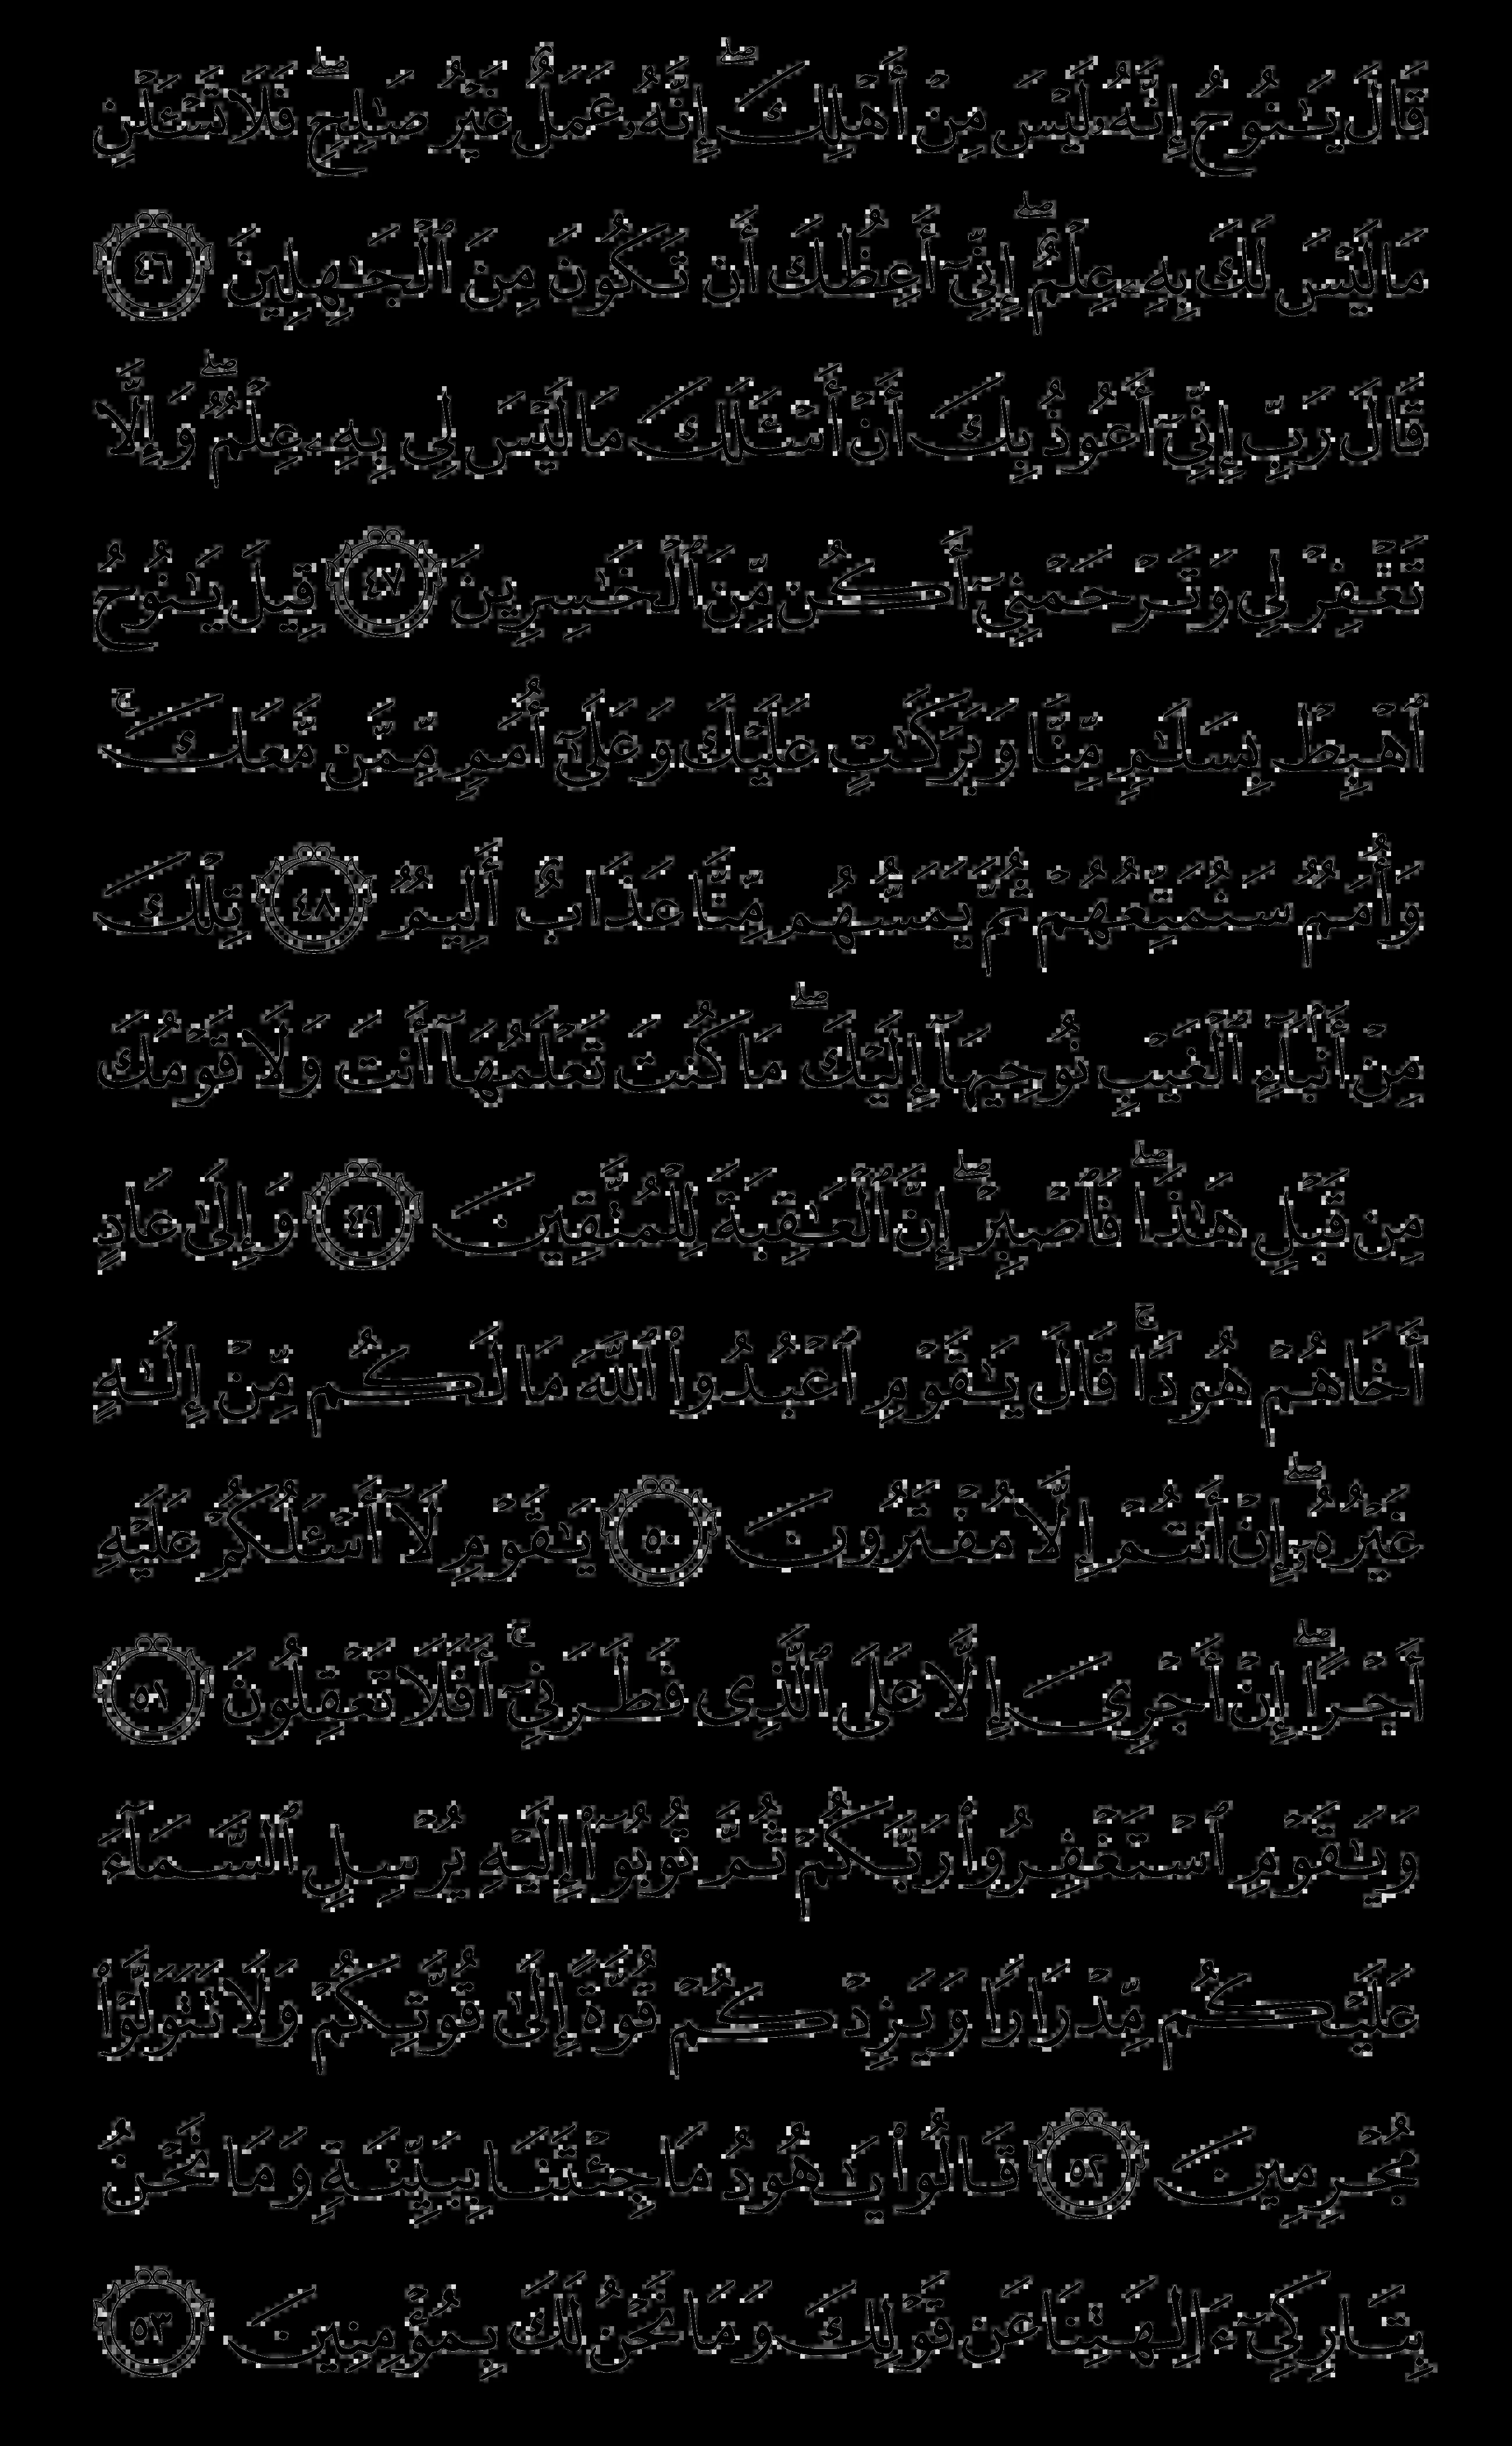 قَالَ يَـٰنُوحُ إِنَّهُۥ لَيْسَ مِنْ أَهْلِكَ ۖ إِنَّهُۥ عَمَلٌ غَيْرُ صَـٰلِحٍ ۖ فَلَا تَسْـَٔلْنِ
مَا لَيْسَ لَكَ بِهِۦ عِلْمٌ ۖ إِنِّىٓ أَعِظُكَ أَن تَكُونَ مِنَ ٱلْجَـٰهِلِينَ ٤٦
قَالَ رَبِّ إِنِّىٓ أَعُوذُ بِكَ أَنْ أَسْـَٔلَكَ مَا لَيْسَ لِى بِهِۦ عِلْمٌ ۖ وَإِلَّا
تَغْفِرْ لِى وَتَرْحَمْنِىٓ أَكُن مِّنَ ٱلْخَـٰسِرِينَ ٤٧ قِيلَ يَـٰنُوحُ
ٱهْبِطْ بِسَلَـٰمٍ مِّنَّا وَبَرَكَـٰتٍ عَلَيْكَ وَعَلَىٰٓ أُمَمٍ مِّمَّن مَّعَكَ ۚ
وَأُمَمٌ سَنُمَتِّعُهُمْ ثُمَّ يَمَسُّهُم مِّنَّا عَذَابٌ أَلِيمٌ ٤٨ تِلْكَ
مِنْ أَنۢبَآءِ ٱلْغَيْبِ نُوحِيهَآ إِلَيْكَ ۖ مَا كُنتَ تَعْلَمُهَآ أَنتَ وَلَا قَوْمُكَ
مِن قَبْلِ هَـٰذَا ۖ فَٱصْبِرْ ۖ إِنَّ ٱلْعَـٰقِبَةَ لِلْمُتَّقِينَ ٤٩ وَإِلَىٰ عَادٍ
أَخَاهُمْ هُودًا ۚ قَالَ يَـٰقَوْمِ ٱعْبُدُوا۟ ٱللَّهَ مَا لَكُم مِّنْ إِلَـٰهٍ
غَيْرُهُۥٓ ۖ إِنْ أَنتُمْ إِلَّا مُفْتَرُونَ ٥٠ يَـٰقَوْمِ لَآ أَسْـَٔلُكُمْ عَلَيْهِ
أَجْرًا ۖ إِنْ أَجْرِىَ إِلَّا عَلَى ٱلَّذِى فَطَرَنِىٓ ۚ أَفَلَا تَعْقِلُونَ ٥١
وَيَـٰقَوْمِ ٱسْتَغْفِرُوا۟ رَبَّكُمْ ثُمَّ تُوبُوٓا۟ إِلَيْهِ يُرْسِلِ ٱلسَّمَآءَ
عَلَيْكُم مِّدْرَارًا وَيَزِدْكُمْ قُوَّةً إِلَىٰ قُوَّتِكُمْ وَلَا تَتَوَلَّوْا۟
مُجْرِمِينَ ٥٢ قَالُوا۟ يَـٰهُودُ مَا جِئْتَنَا بِبَيِّنَةٍ وَمَا نَحْنُ
بِتَارِكِىٓ ءَالِهَتِنَا عَن قَوْلِكَ وَمَا نَحْنُ لَكَ بِمُؤْمِنِينَ ٥٣